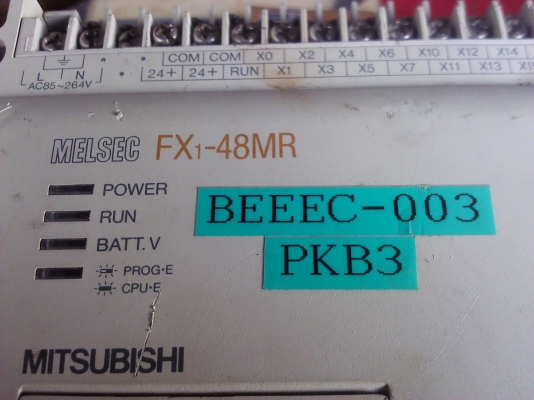 COM COM X0 X2 X4 X6 X10 X12 X14
L N 24+ 24+ RUN X1 X3 X5 X7 X11 X13
AC85~264V
MELSEC FX1-48MR
POWER
RUN
BATT.V
PROG·E
CPU·E
BEEEC-003
PKB3
MITSUBISHI